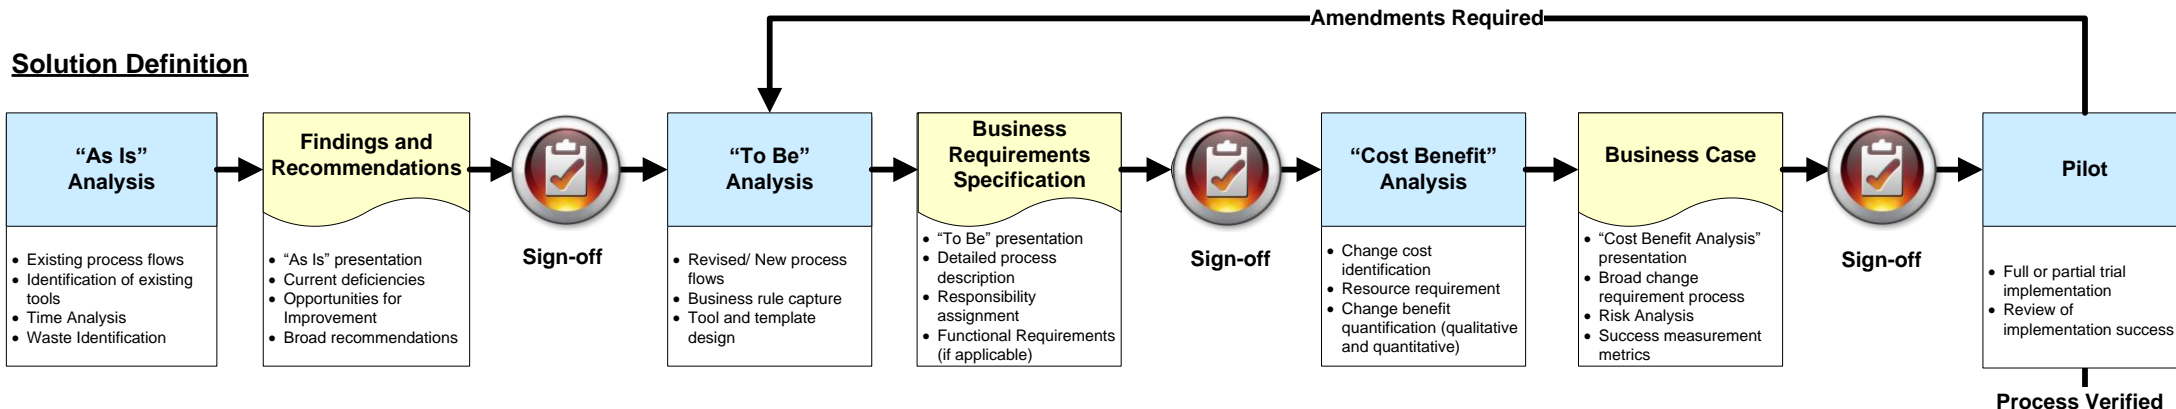 Amendments Required
Solution Definition
“As Is”
Analysis
• Existing process flows
• Identification of existing
tools
• Time Analysis
• Waste Identification
Findings and
Recommendations
• “As Is” presentation
• Current deficiencies
• Opportunities for
Improvement
• Broad recommendations
Sign-off
“To Be”
Analysis
• Revised/ New process
flows
• Business rule capture
• Tool and template
design
Business
Requirements
Specification
• “To Be” presentation
• Detailed process
description
• Responsibility
assignment
• Functional Requirements
(if applicable)
Sign-off
“Cost Benefit”
Analysis
• Change cost
identification
• Resource requirement
• Change benefit
quantification (qualitative
and quantitative)
Business Case
• “Cost Benefit Analysis”
presentation
• Broad change
requirement process
• Risk Analysis
• Success measurement
metrics
Sign-off
Pilot
• Full or partial trial
implementation
• Review of
implementation success
Process Verified